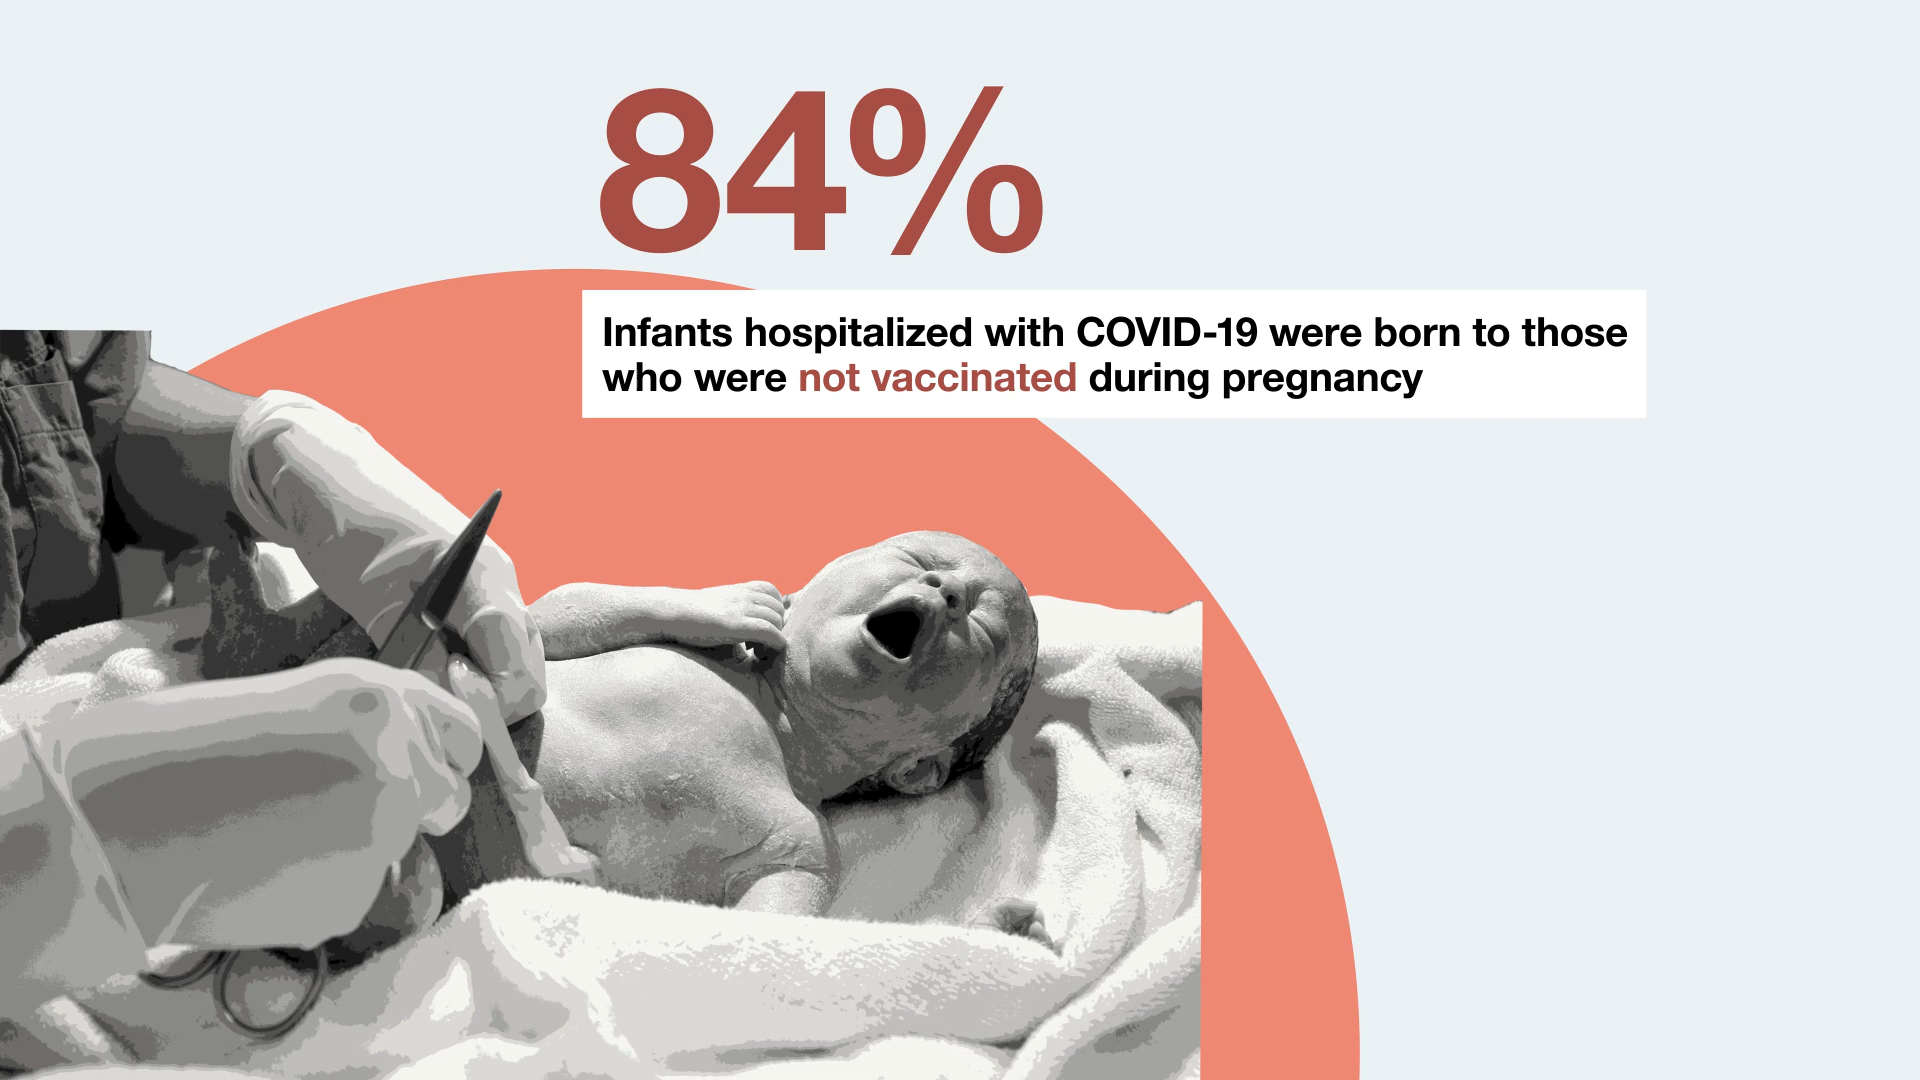 84%
Infants hospitalized with COVID-19 were born to those
who were not vaccinated during pregnancy